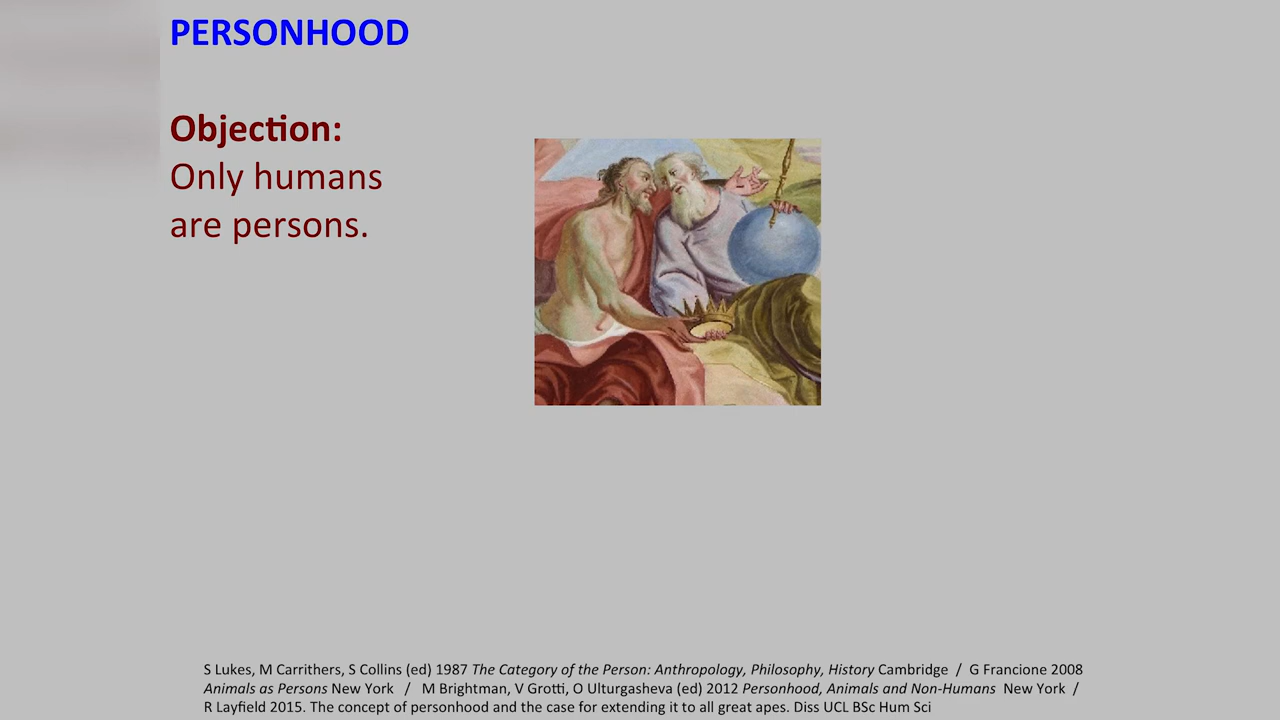 PERSONHOOD
Objection:
Only humans
are persons.
S Lukes, M Carrithers, S Collins (ed) 1987 The Category of the Person: Anthropology, Philosophy, History Cambridge / G Francione 2008
Animals as Persons New York / M Brightman, V Grotti, O Ulturgasheva (ed) 2012 Personhood, Animals and Non-Humans New York /
R Layfield 2015. The concept of personhood and the case for extending it to all great apes. Diss UCL BSc Hum Sci